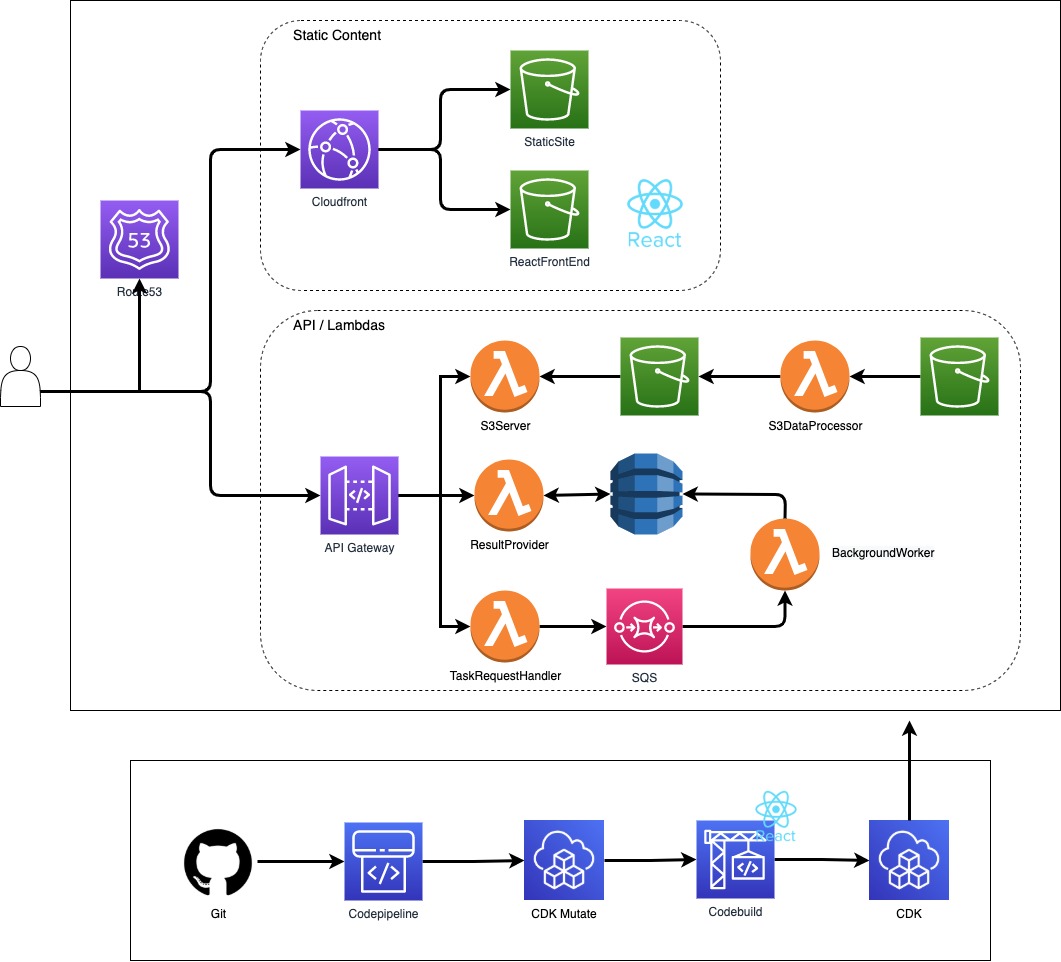 Static Content
StaticSite
Cloudfront
53
React
ReactFrontEnd
Route53
API / Lambdas
S3Server
S3DataProcessor
</>
API Gateway
ResultProvider
BackgroundWorker
TaskRequestHandler
SQS
React
</>
</>
Git
Codepipeline
CDK Mutate
Codebuild
CDK